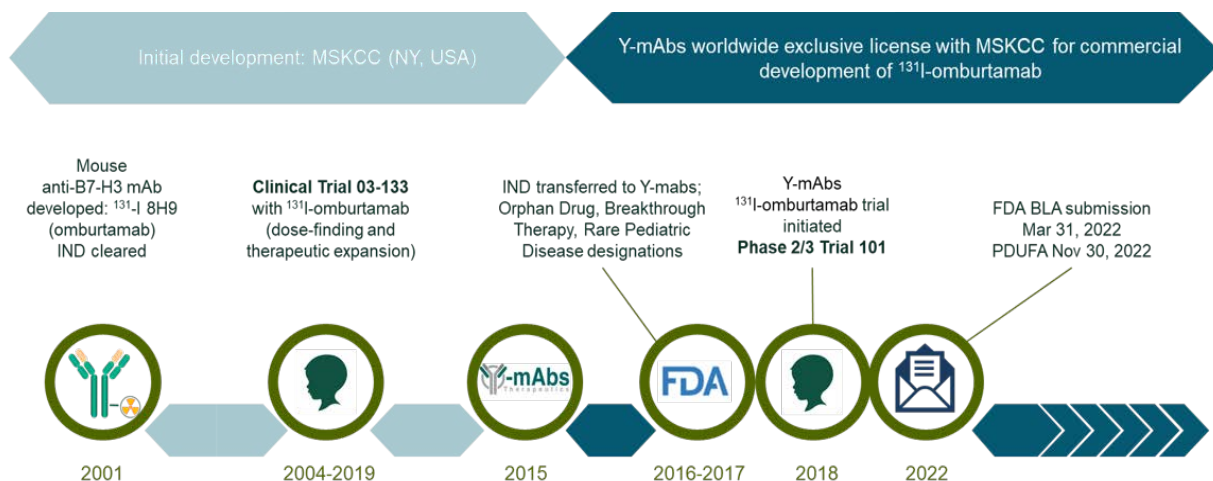 Initial development: MSKCC (NY, USA)
Y-mAbs worldwide exclusive license with MSKCC for commercial
development of ¹³¹I-omburtamab
Mouse
anti-B7-H3 mAb
developed: ¹³¹-I 8H9
(omburtamab)
IND cleared
Clinical Trial 03-133
with ¹³¹I-omburtamab
(dose-finding and
therapeutic expansion)
IND transferred to Y-mabs;
Orphan Drug, Breakthrough
Therapy, Rare Pediatric
Disease designations
Y-mAbs
¹³¹I-omburtamab trial
initiated
Phase 2/3 Trial 101
FDA BLA submission
Mar 31, 2022
PDUFA Nov 30, 2022
Y-mAbs
Therapeutics
FDA
2001
2004-2019
2015
2016-2017
2018
2022